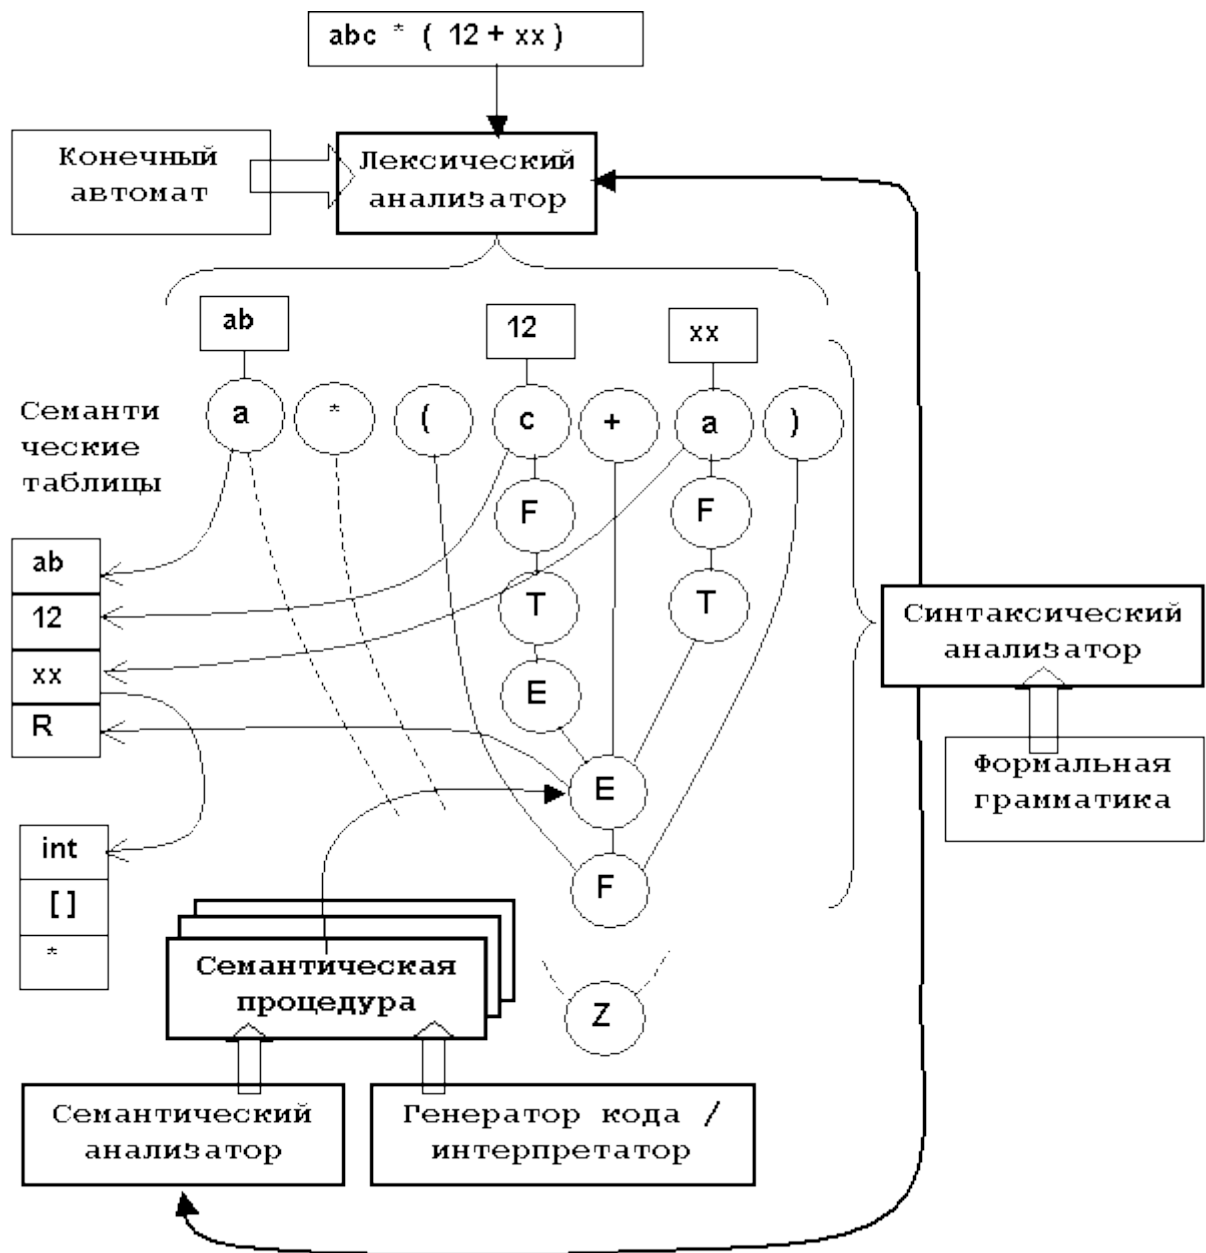 abc * ( 12 + xx )
Конечный
автомат
Лексический
анализатор
ab
12
xx
a
*
(
c
+
a
)
Семанти
ческие
таблицы
F
F
T
T
E
ab
12
xx
R
E
F
Z
int
[]
*
Синтаксический
анализатор
Формальная
грамматика
Семантическая
процедура
Семантический
анализатор
Генератор кода /
интерпретатор